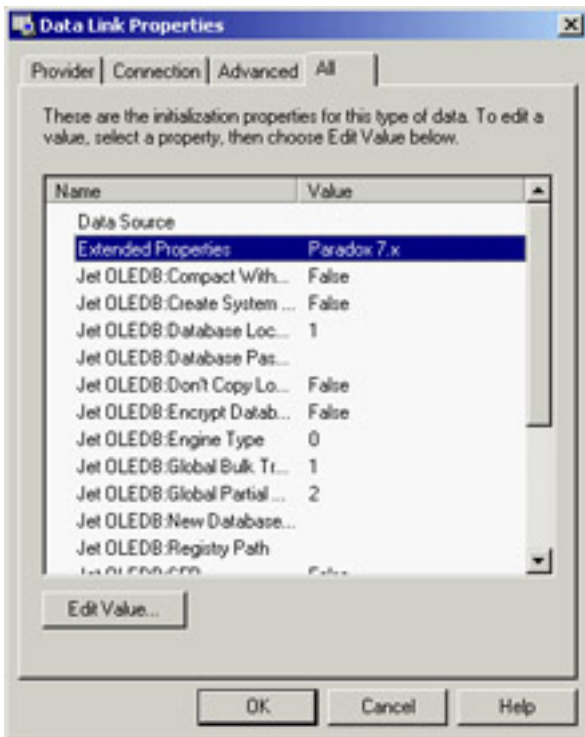 Data Link Properties
Provider Connection Advanced All
These are the initialization properties for this type of data. To edit a
value, select a property, then choose Edit Value below.
Name Value
Data Source
Extended Properties Paradox 7.x
Jet OLEDB:Compact With... False
Jet OLEDB:Create System ... False
Jet OLEDB:Database Loc... 1
Jet OLEDB:Database Pas...
Jet OLEDB:Don't Copy Lo... False
Jet OLEDB:Encrypt Datab... False
Jet OLEDB:Engine Type 0
Jet OLEDB:Global Bulk Tr... 1
Jet OLEDB:Global Partial ... 2
Jet OLEDB:New Database...
Jet OLEDB:Registry Path
Jet OLEDB:SFP False
Edit Value...
OK Cancel Help